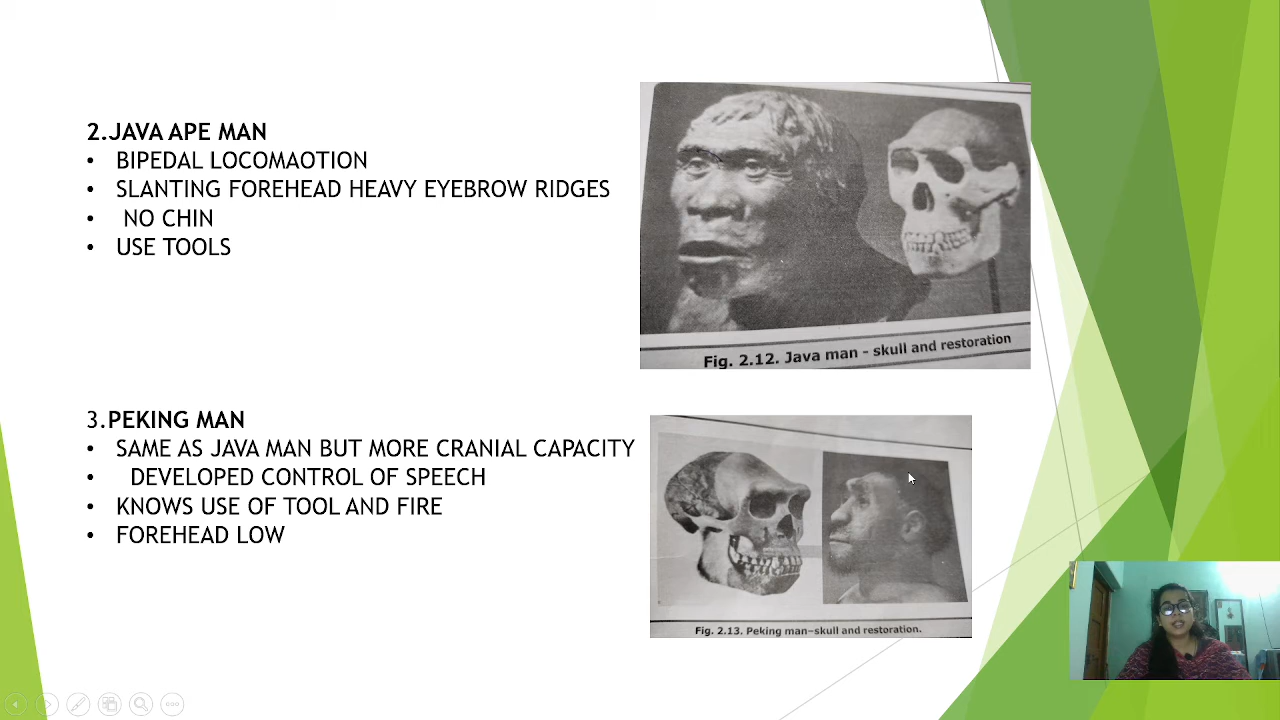 2.JAVA APE MAN
• BIPEDAL LOCOMAOTION
• SLANTING FOREHEAD HEAVY EYEBROW RIDGES
• NO CHIN
• USE TOOLS
Fig. 2.12. Java man - skull and restoration
3.PEKING MAN
• SAME AS JAVA MAN BUT MORE CRANIAL CAPACITY
• DEVELOPED CONTROL OF SPEECH
• KNOWS USE OF TOOL AND FIRE
• FOREHEAD LOW
Fig. 2.13. Peking man–skull and restoration.